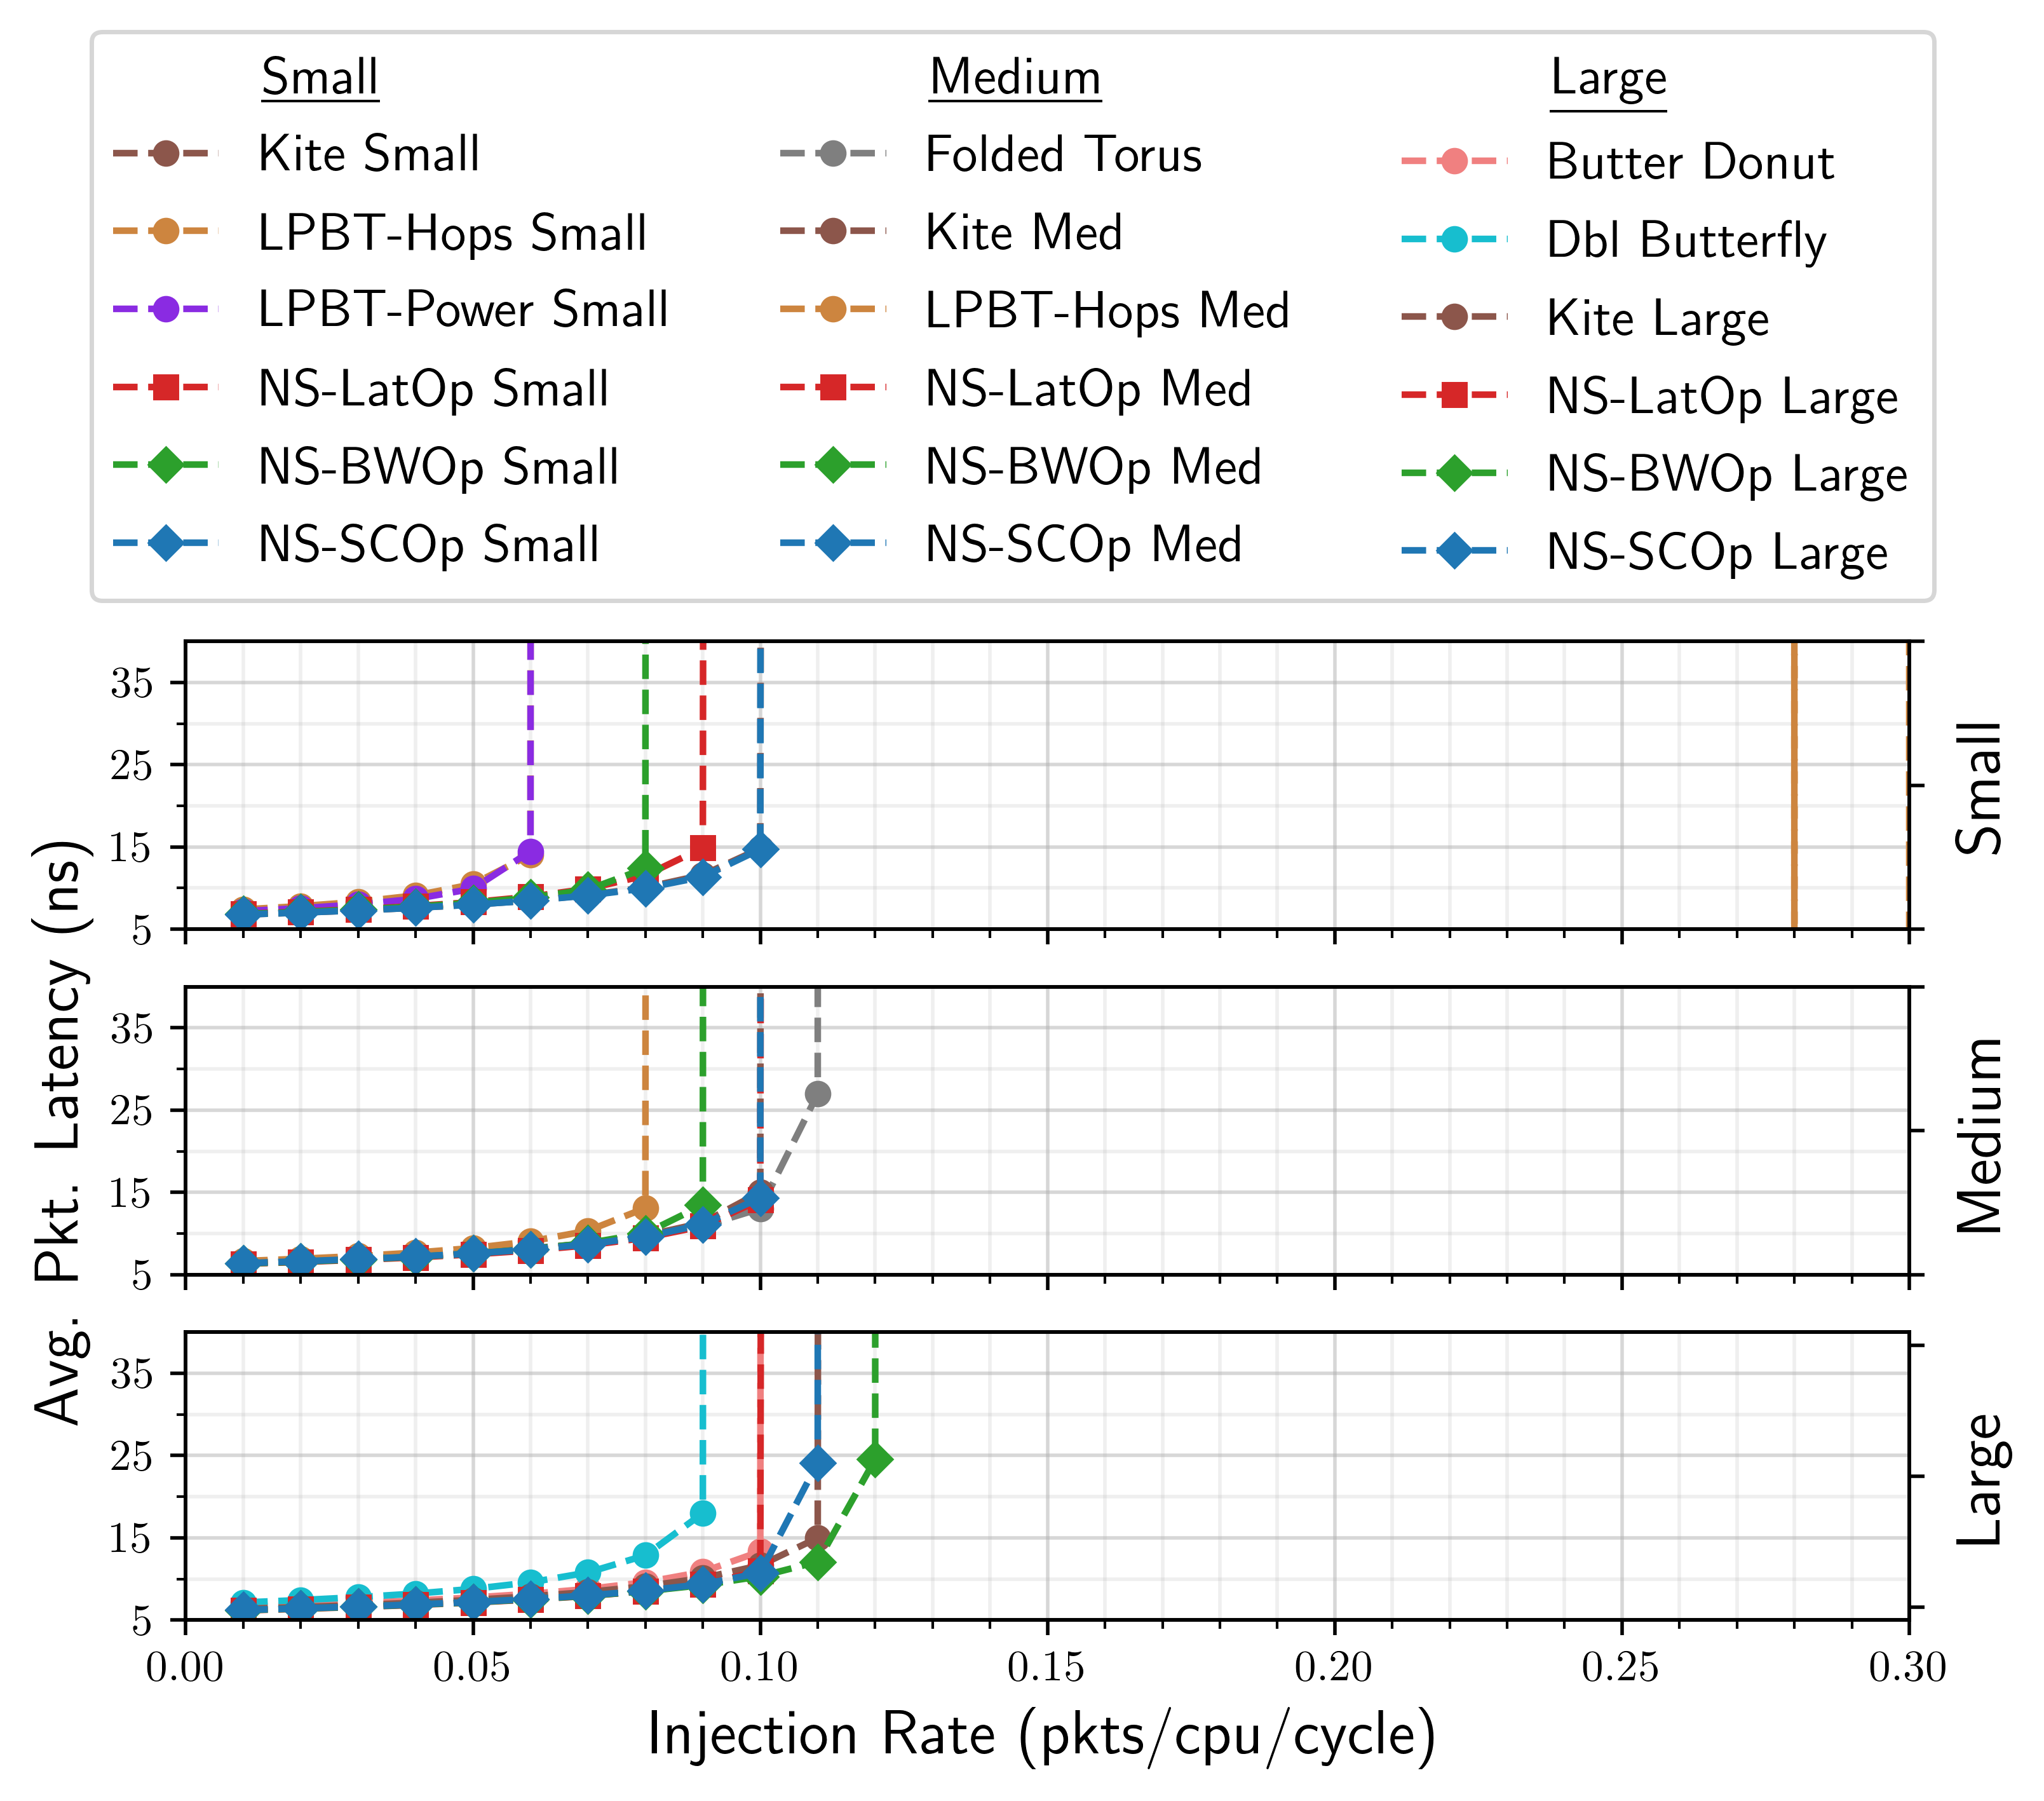 Small
Kite Small
LPBT-Hops Small
LPBT-Power Small
NS-LatOp Small
NS-BWOp Small
NS-SCOp Small
Medium
Folded Torus
Kite Med
LPBT-Hops Med
NS-LatOp Med
NS-BWOp Med
NS-SCOp Med
Large
Butter Donut
Dbl Butterfly
Kite Large
NS-LatOp Large
NS-BWOp Large
NS-SCOp Large
Avg. Pkt. Latency (ns)
35
25
15
5
Small
35
25
15
5
Medium
35
25
15
5
Large
0.00 0.05 0.10 0.15 0.20 0.25 0.30
Injection Rate (pkts/cpu/cycle)